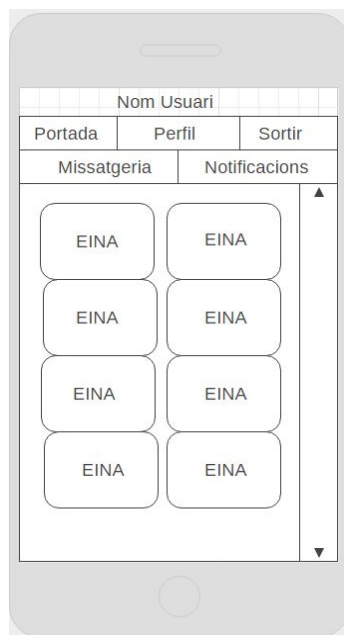 Nom Usuari
Portada Perfil Sortir
Missatgeria Notificacions
EINA EINA
EINA EINA
EINA EINA
EINA EINA